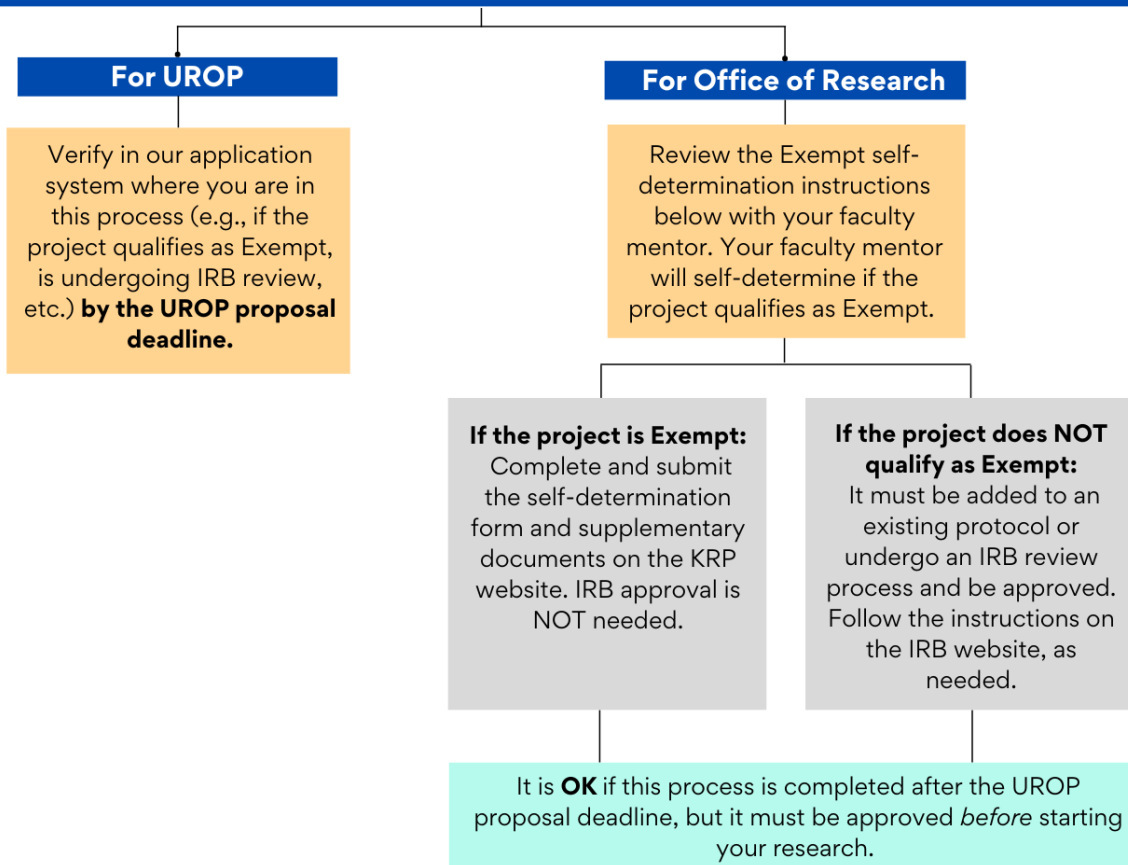 For UROP
For Office of Research
Verify in our application
system where you are in
this process (e.g., if the
project qualifies as Exempt,
is undergoing IRB review,
etc.) by the UROP proposal
deadline.
Review the Exempt self-
determination instructions
below with your faculty
mentor. Your faculty mentor
will self-determine if the
project qualifies as Exempt.
If the project is Exempt:
Complete and submit
the self-determination
form and supplementary
documents on the KRP
website. IRB approval is
NOT needed.
If the project does NOT
qualify as Exempt:
It must be added to an
existing protocol or
undergo an IRB review
process and be approved.
Follow the instructions on
the IRB website, as
needed.
It is OK if this process is completed after the UROP
proposal deadline, but it must be approved before starting
your research.